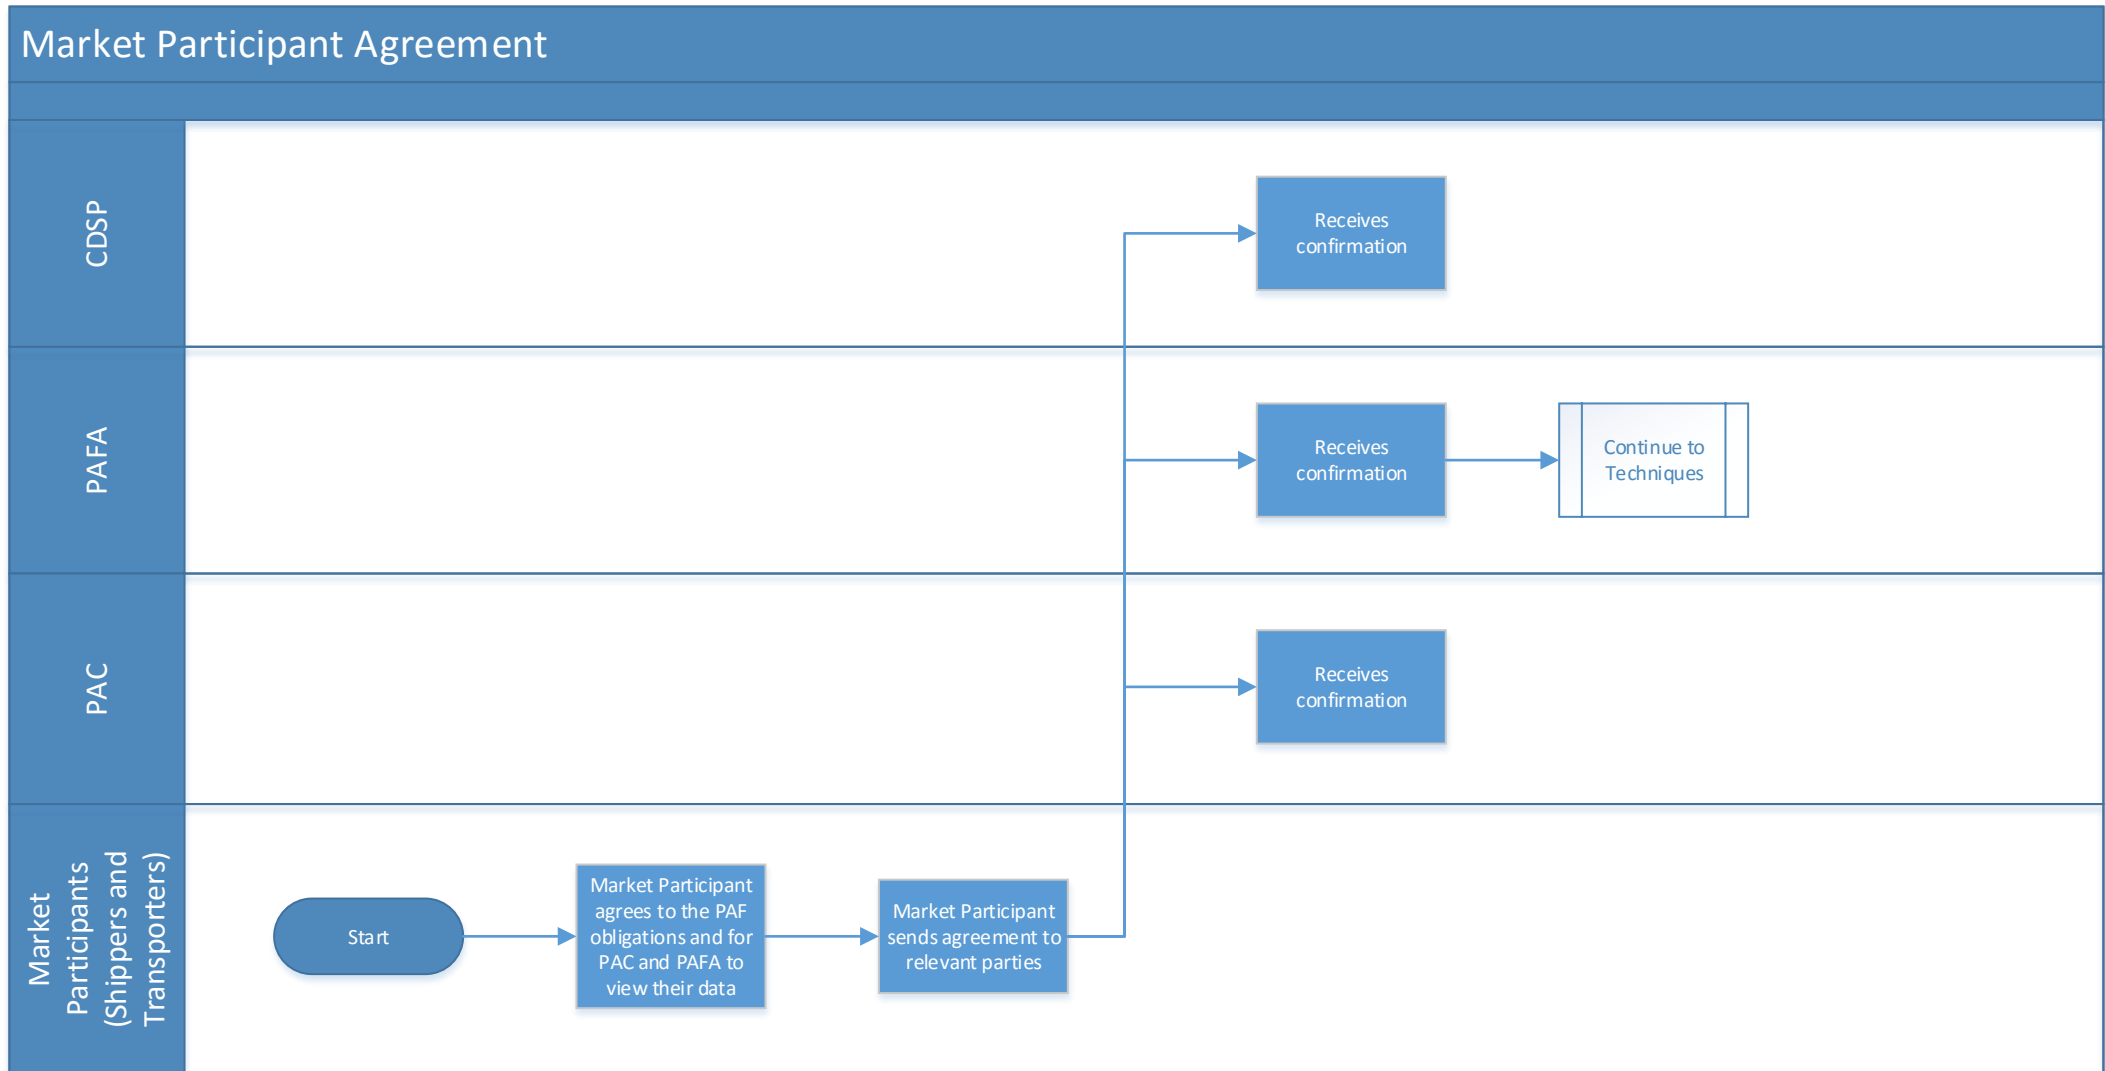 Market Participant Agreement
CDSP
Receives
confirmation
PAFA
Receives
confirmation
Continue to
Techniques
PAC
Receives
confirmation
Market
Participants
(Shippers and
Transporters)
Start
Market Participant
agrees to the PAF
obligations and for
PAC and PAFA to
view their data
Market Participant
sends agreement to
relevant parties